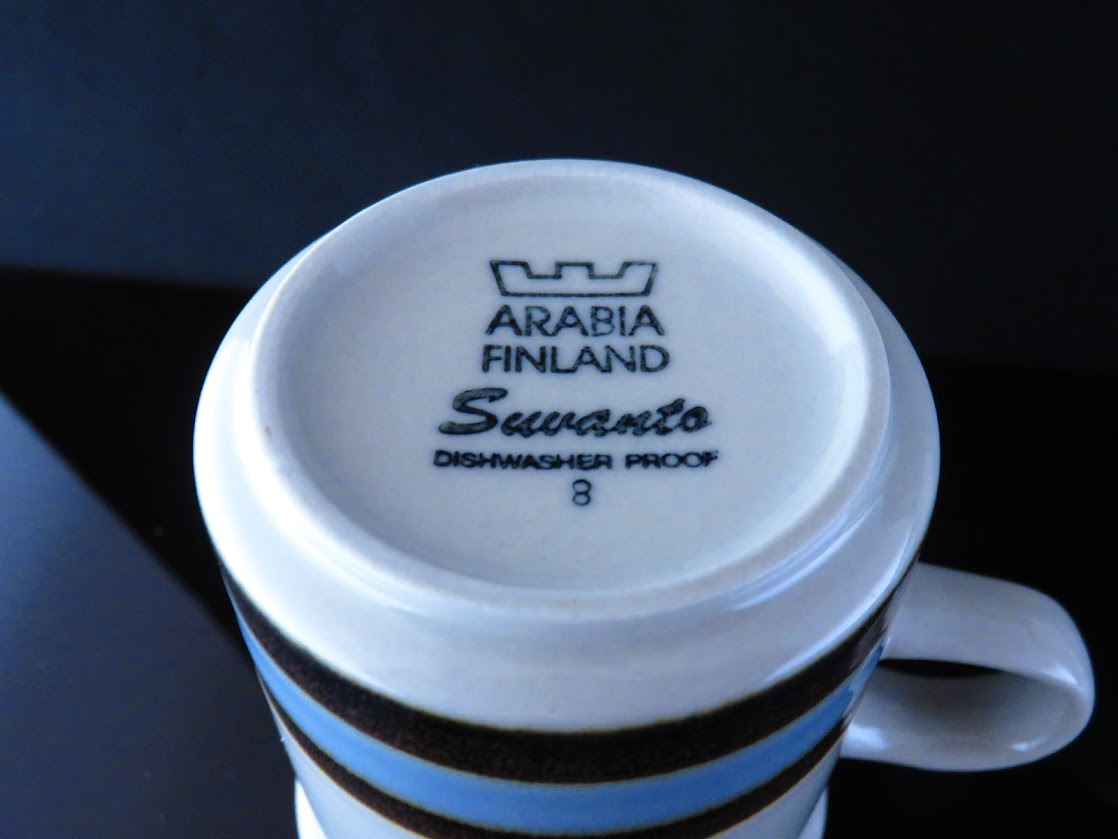 ARABIA
FINLAND
Suvanto
DISHWASHER PROOF
8